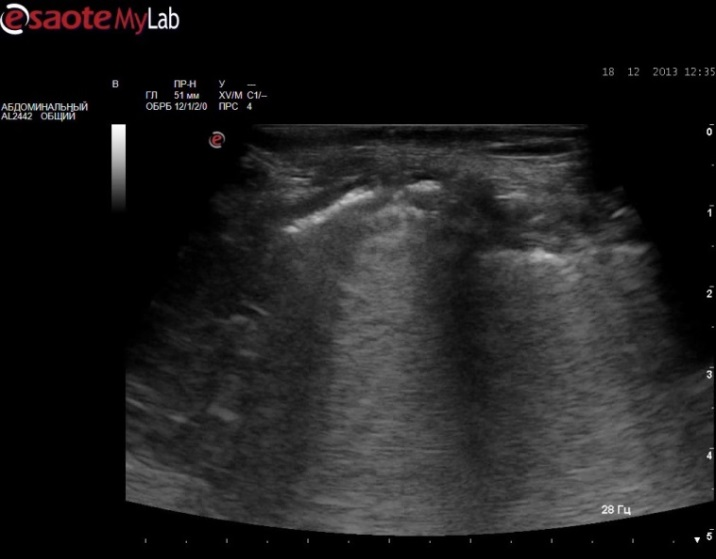 esaote MyLab
18 12 2013 12:35
В ПР-Н У —
ГЛ 51 мм XV/M C1/--
ОБРБ 12/1/2/0 ПРС 4
АБДОМИНАЛЬНЫЙ
AL2442 ОБЩИЙ
e
0
1
2
3
4
28 Гц
5